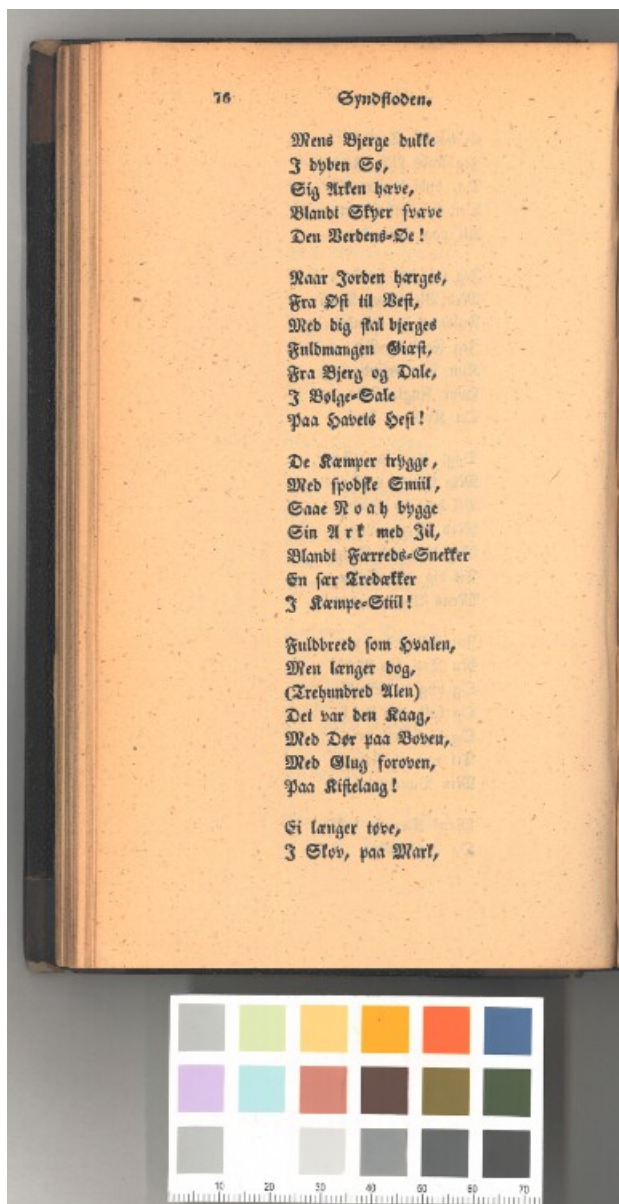 76 Syndfloden.
Mens Bjerge dukke
I dyben Sø,
Sig Arken hæve,
Blandt Skyer svæve
Den Verdens-Øe!
Naar Jorden hærges,
Fra Øst til Vest,
Med dig skal bjerges
Fuldmangen Giæst,
Fra Bjerg og Dale,
I Bølge-Sale
Paa Havets Hest!
De Kæmper trygge,
Med spodske Smiil,
Saae Noah bygge
Sin Ark med Iil,
Blandt Færreds-Snekker
En sær Tredækker
I Kæmpe-Stiil!
Fuldbreed som Hvalen,
Men længer dog,
(Trehundred Alen)
Det var den Kaag,
Med Dør paa Boven,
Med Glug foroven,
Paa Kistelaag!
Ei længer tøve,
I Skov, paa Mark,
10 20 30 40 50 60 70